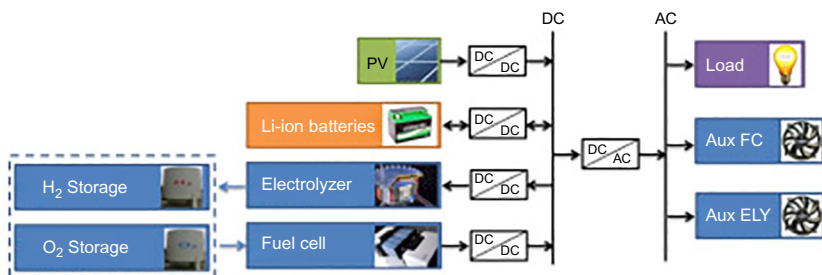 DC
AC
PV
DC
DC
Load
Li-ion batteries
DC
DC
DC
AC
Aux FC
H2 Storage
Electrolyzer
DC
DC
Aux ELY
O2 Storage
Fuel cell
DC
DC